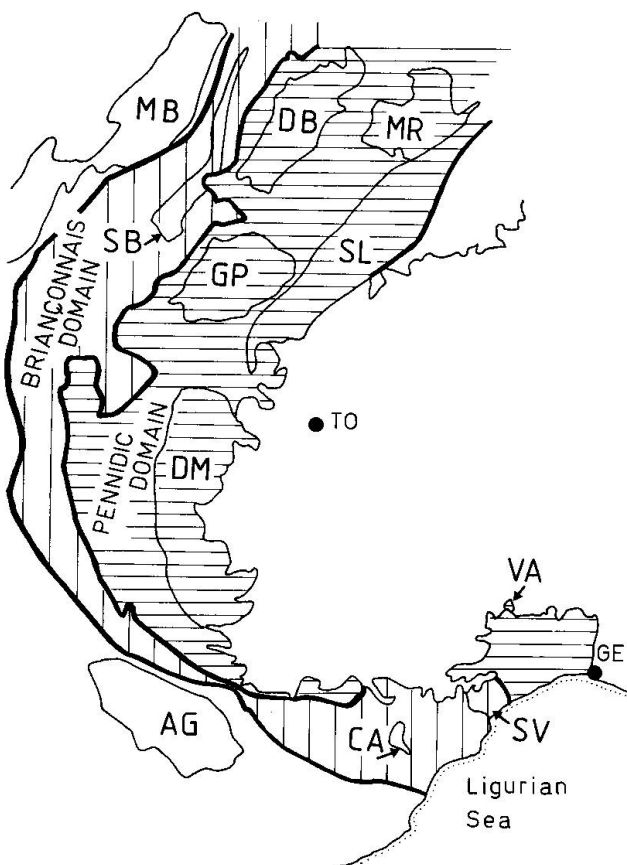 MB
DB
MR
SB
GP
SL
BRIANÇONNAIS
DOMAIN
TO
PENNIDIC
DOMAIN
DM
VA
GE
AG
CA
SV
Ligurian
Sea